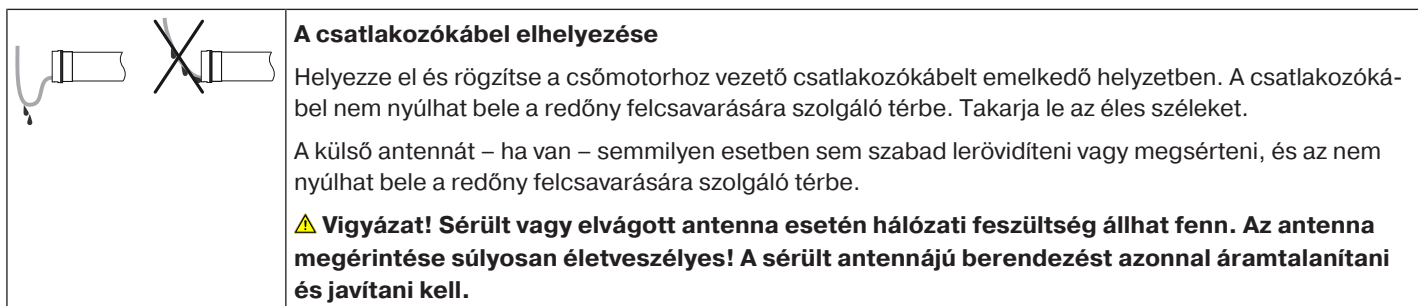 A csatlakozókábel elhelyezése
Helyezze el és rögzítse a csőmotorhoz vezető csatlakozókábelt emelkedő helyzetben. A csatlakozóká-
bel nem nyúlhat bele a redőny felcsavarására szolgáló térbe. Takarja le az éles széleket.
A külső antennát – ha van – semmilyen esetben sem szabad lerövidíteni vagy megsérteni, és az nem
nyúlhat bele a redőny felcsavarására szolgáló térbe.
⚠ Vigyázat! Sérült vagy elvágott antenna esetén hálózati feszültség állhat fenn. Az antenna
megérintése súlyosan életveszélyes! A sérült antennájú berendezést azonnal áramtalanítani
és javítani kell.